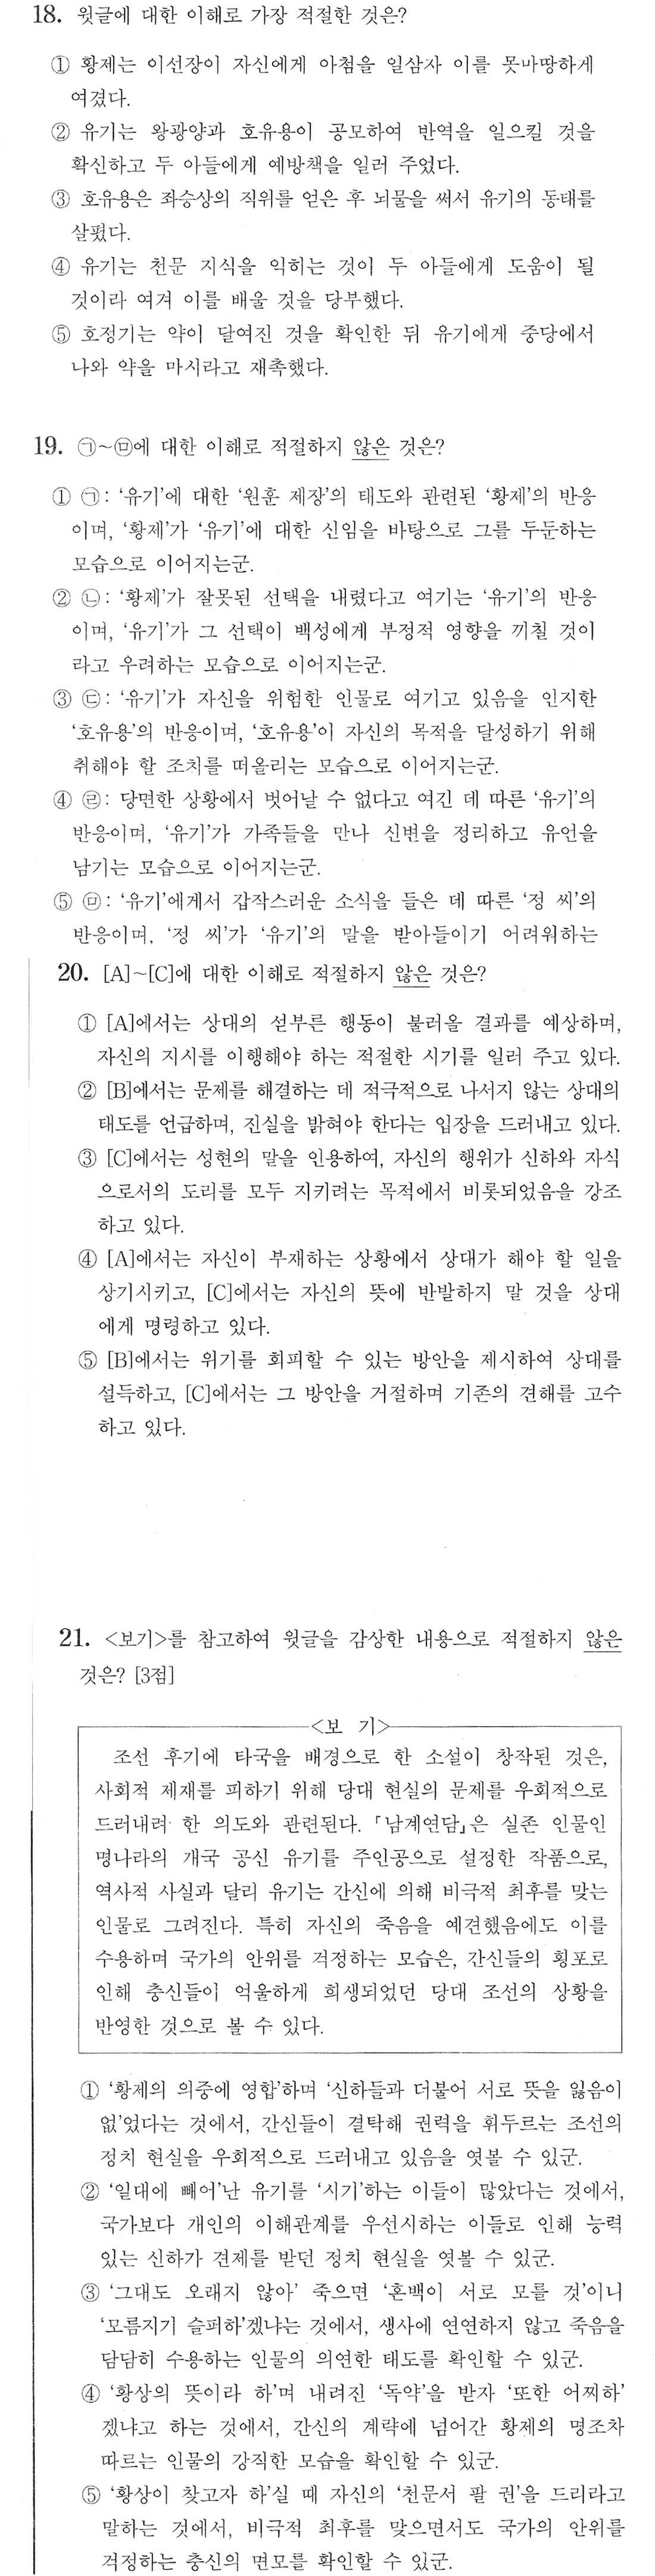 18. 윗글에 대한 이해로 가장 적절한 것은?
① 황제는 이선장이 자신에게 아첨을 일삼자 이를 못마땅하게
여겼다.
② 유기는 왕광양과 호유용이 공모하여 반역을 일으킬 것을
확신하고 두 아들에게 예방책을 일러 주었다.
③ 호유용은 좌승상의 직위를 얻은 후 뇌물을 써서 유기의 동태를
살폈다.
④ 유기는 천문 지식을 익히는 것이 두 아들에게 도움이 될
것이라 여겨 이를 배울 것을 당부했다.
⑤ 호정기는 약이 달여진 것을 확인한 뒤 유기에게 중당에서
나와 약을 마시라고 재촉했다.
19. ㉠~㉤에 대한 이해로 적절하지 않은 것은?
① ㉠: ‘유기’에 대한 ‘원훈 제장’의 태도와 관련된 ‘황제’의 반응
이며, ‘황제’가 ‘유기’에 대한 신임을 바탕으로 그를 두둔하는
모습으로 이어지는군.
② ㉡: ‘황제’가 잘못된 선택을 내렸다고 여기는 ‘유기’의 반응
이며, ‘유기’가 그 선택이 백성에게 부정적 영향을 끼칠 것이
라고 우려하는 모습으로 이어지는군.
③ ㉢: ‘유기’가 자신을 위험한 인물로 여기고 있음을 인지한
‘호유용’의 반응이며, ‘호유용’이 자신의 목적을 달성하기 위해
취해야 할 조치를 떠올리는 모습으로 이어지는군.
④ ㉣: 당면한 상황에서 벗어날 수 없다고 여긴 데 따른 ‘유기’의
반응이며, ‘유기’가 가족들을 만나 신변을 정리하고 유언을
남기는 모습으로 이어지는군.
⑤ ㉤: ‘유기’에게서 갑작스러운 소식을 들은 데 따른 ‘정 씨’의
반응이며, ‘정 씨’가 ‘유기’의 말을 받아들이기 어려워하는
20. [A]~[C]에 대한 이해로 적절하지 않은 것은?
① [A]에서는 상대의 섣부른 행동이 불러올 결과를 예상하며,
자신의 지시를 이행해야 하는 적절한 시기를 일러 주고 있다.
② [B]에서는 문제를 해결하는 데 적극적으로 나서지 않는 상대의
태도를 언급하며, 진실을 밝혀야 한다는 입장을 드러내고 있다.
③ [C]에서는 성현의 말을 인용하여, 자신의 행위가 신하와 자식
으로서의 도리를 모두 지키려는 목적에서 비롯되었음을 강조
하고 있다.
④ [A]에서는 자신이 부재하는 상황에서 상대가 해야 할 일을
상기시키고, [C]에서는 자신의 뜻에 반발하지 말 것을 상대
에게 명령하고 있다.
⑤ [B]에서는 위기를 회피할 수 있는 방안을 제시하여 상대를
설득하고, [C]에서는 그 방안을 거절하며 기존의 견해를 고수
하고 있다.
21. <보기>를 참고하여 윗글을 감상한 내용으로 적절하지 않은
것은? [3점]
<보 기>
조선 후기에 타국을 배경으로 한 소설이 창작된 것은,
사회적 제재를 피하기 위해 당대 현실의 문제를 우회적으로
드러내려 한 의도와 관련된다. 「남계연담」은 실존 인물인
명나라의 개국 공신 유기를 주인공으로 설정한 작품으로,
역사적 사실과 달리 유기는 간신에 의해 비극적 최후를 맞는
인물로 그려진다. 특히 자신의 죽음을 예견했음에도 이를
수용하며 국가의 안위를 걱정하는 모습은, 간신들의 횡포로
인해 충신들이 억울하게 희생되었던 당대 조선의 상황을
반영한 것으로 볼 수 있다.
① ‘황제의 의중에 영합’하며 ‘신하들과 더불어 서로 뜻을 잃음이
없’었다는 것에서, 간신들이 결탁해 권력을 휘두르는 조선의
정치 현실을 우회적으로 드러내고 있음을 엿볼 수 있군.
② ‘일대에 빼어’난 유기를 ‘시기’하는 이들이 많았다는 것에서,
국가보다 개인의 이해관계를 우선시하는 이들로 인해 능력
있는 신하가 견제를 받던 정치 현실을 엿볼 수 있군.
③ ‘그대도 오래지 않아’ 죽으면 ‘혼백이 서로 모를 것’이니
‘모름지기 슬퍼하’겠냐는 것에서, 생사에 연연하지 않고 죽음을
담담히 수용하는 인물의 의연한 태도를 확인할 수 있군.
④ ‘황상의 뜻이라 하’며 내려진 ‘독약’을 받자 ‘또한 어찌하’
겠냐고 하는 것에서, 간신의 계략에 넘어간 황제의 명조차
따르는 인물의 강직한 모습을 확인할 수 있군.
⑤ ‘황상이 찾고자 하’실 때 자신의 ‘천문서 팔 권’을 드리라고
말하는 것에서, 비극적 최후를 맞으면서도 국가의 안위를
걱정하는 충신의 면모를 확인할 수 있군.